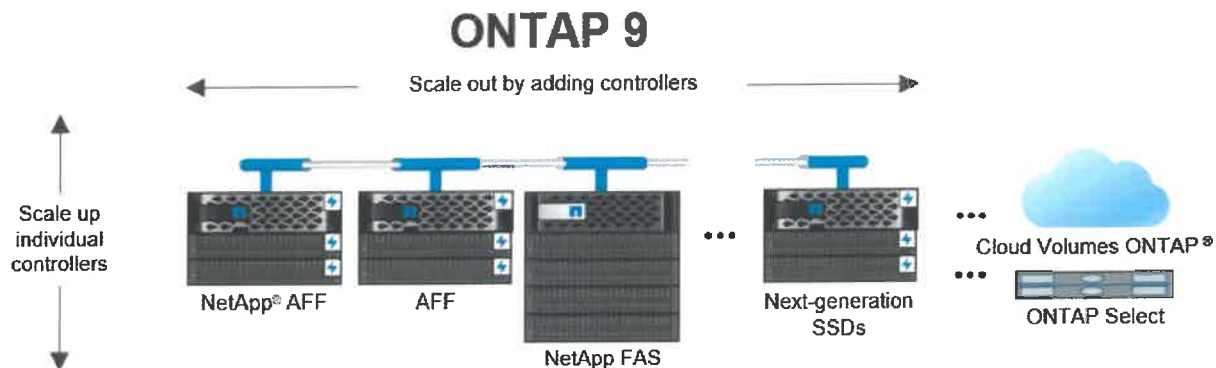 ONTAP 9
Scale out by adding controllers
Scale up
individual
controllers
NetApp® AFF
AFF
NetApp FAS
Next-generation
SSDs
Cloud Volumes ONTAP®
ONTAP Select